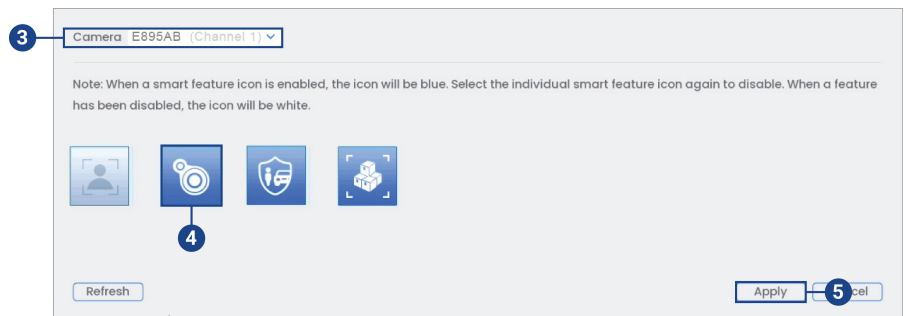 3
Camera E895AB (Channel 1)
Note: When a smart feature icon is enabled, the icon will be blue. Select the individual smart feature icon again to disable. When a feature
has been disabled, the icon will be white.
4
Refresh
Apply
5
cel